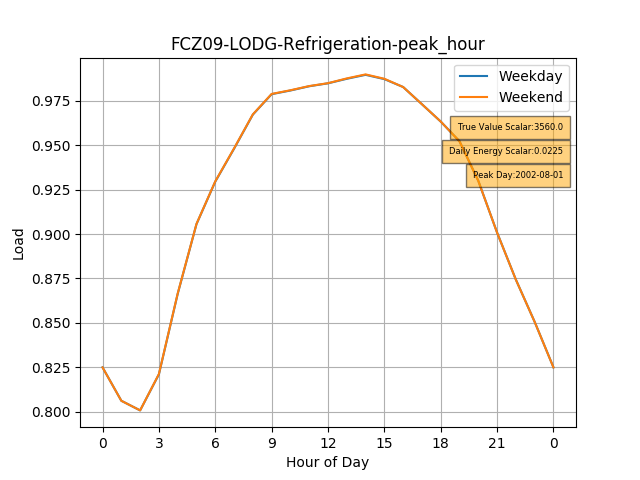 FCZ09-LODG-Refrigeration-peak_hour
Weekday
Weekend
True Value Scalar:3560.0
Daily Energy Scalar:0.0225
Peak Day:2002-08-01
0.975
0.950
0.925
0.900
0.875
0.850
0.825
0.800
Load
0 3 6 9 12 15 18 21 0
Hour of Day